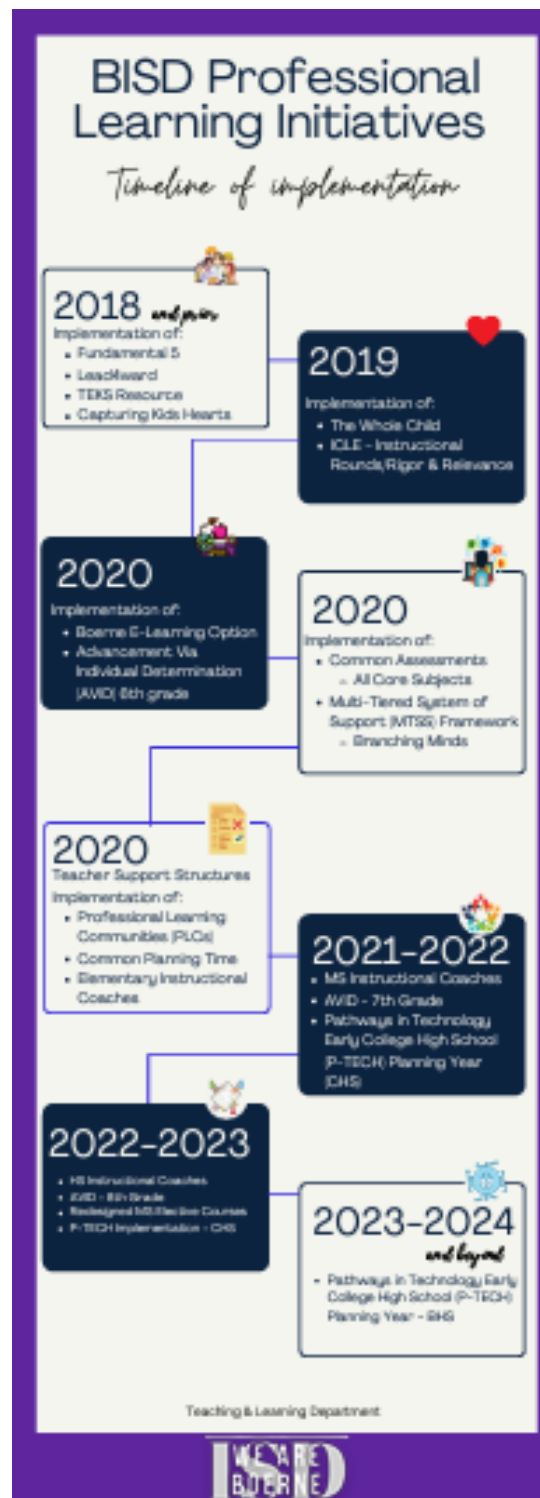 BISD Professional
Learning Initiatives
Timeline of implementation
2018 and prior
Implementation of:
• Fundamental 5
• Lead4ward
• TEKS Resource
• Capturing Kids Hearts
2019
Implementation of:
• The Whole Child
• ICLE - Instructional
Rounds/Rigor & Relevance
2020
Implementation of:
• Boerne E-Learning Option
• Advancement Via
Individual Determination
(AVID) 6th grade
2020
Implementation of:
• Common Assessments
- All Core Subjects
• Multi-Tiered System of
Support (MTSS) Framework
- Branching Minds
2020
Teacher Support Structures
Implementation of:
• Professional Learning
Communities (PLCs)
• Common Planning Time
• Elementary Instructional
Coaches
2021-2022
• MS Instructional Coaches
• AVID - 7th Grade
• Pathways in Technology
Early College High School
(P-TECH) Planning Year
(CHS)
2022-2023
• HS Instructional Coaches
• AVID - 8th Grade
• Redesigned MS Elective Courses
• P-TECH Implementation - CHS
2023-2024
and beyond
• Pathways in Technology Early
College High School (P-TECH)
Planning Year - BHS
Teaching & Learning Department
ISD
WE ARE
BOERNE